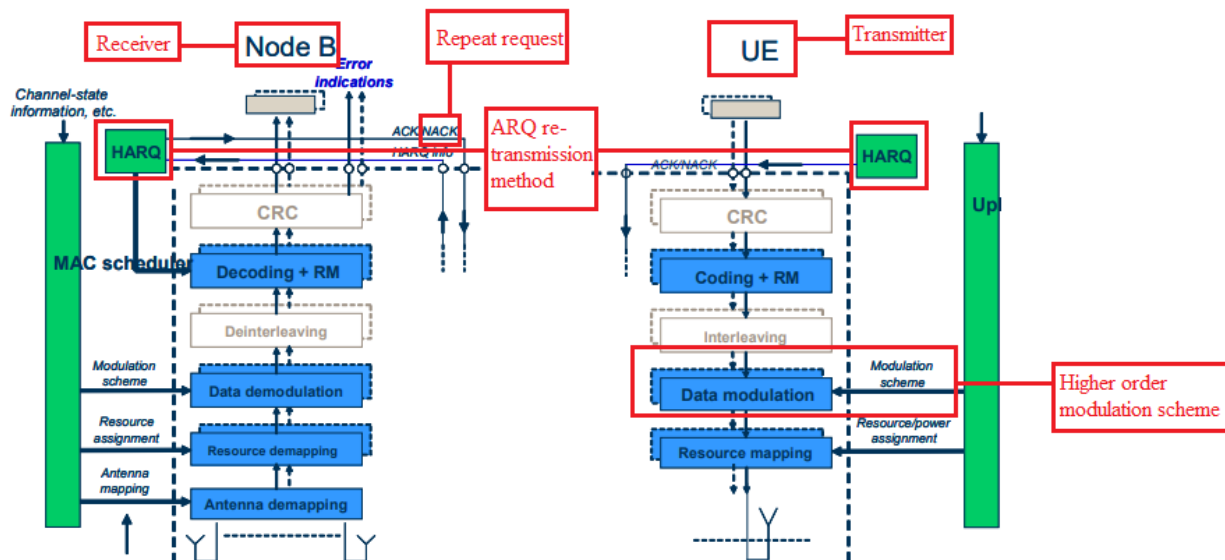 Receiver
Node B
Repeat request
UE
Transmitter
Error
indications
Channel-state
information, etc.
HARQ
ACK/NACK
HARQ info
ARQ re-
transmission
method
ACK/NACK
HARQ
CRC
CRC
Upl
MAC scheduler
Decoding + RM
Coding + RM
Deinterleaving
Interleaving
Modulation
scheme
Data demodulation
Data modulation
Modulation
scheme
Higher order
modulation scheme
Resource
assignment
Resource demapping
Resource mapping
Resource/power
assignment
Antenna
mapping
Antenna demapping